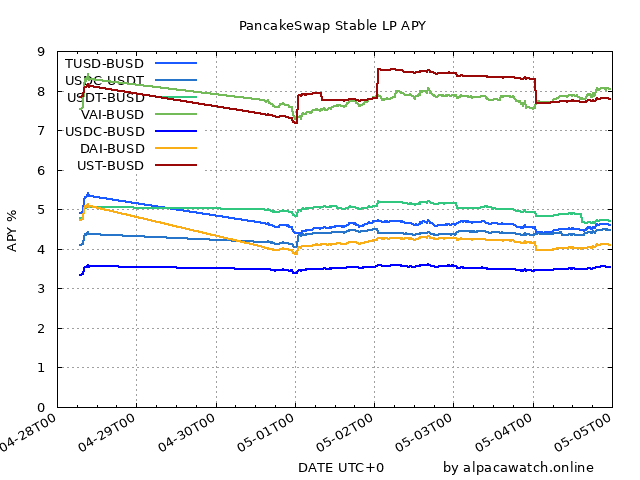 PancakeSwap Stable LP APY
TUSD-BUSD
USDC-USDT
USDT-BUSD
VAI-BUSD
USDC-BUSD
DAI-BUSD
UST-BUSD
APY %
9
8
7
6
5
4
3
2
1
0
04-28T00
04-29T00
04-30T00
05-01T00
05-02T00
05-03T00
05-04T00
05-05T00
DATE UTC+0
by alpacawatch.online